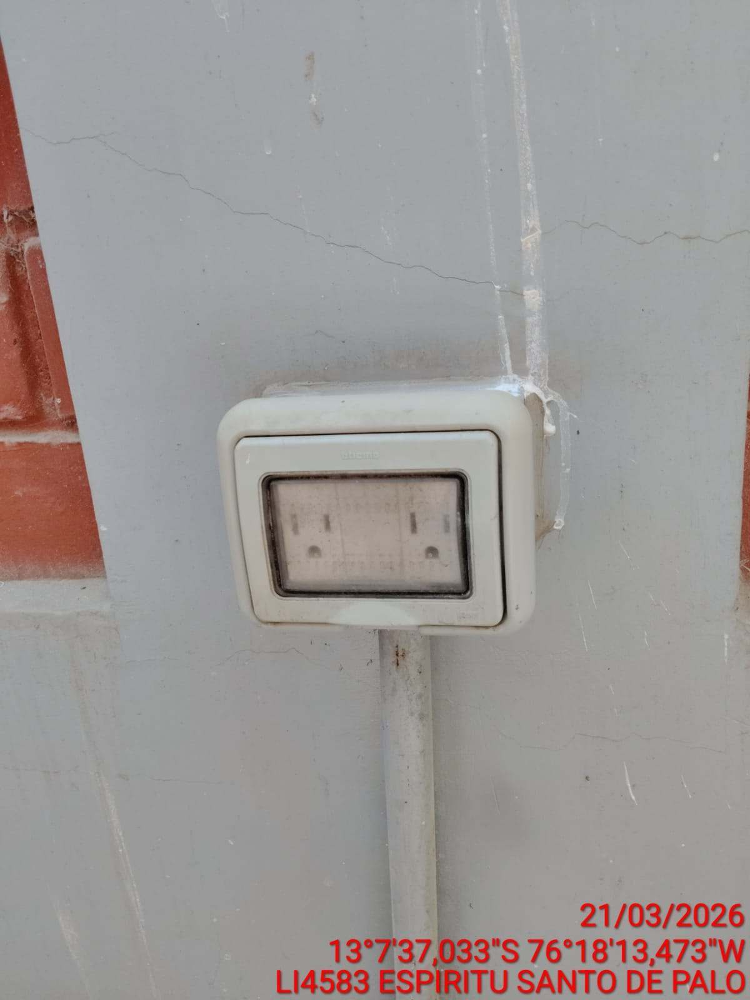 21/03/2026
13°7'37,033"S 76°18'13,473"W
LI4583 ESPIRITU SANTO DE PALO